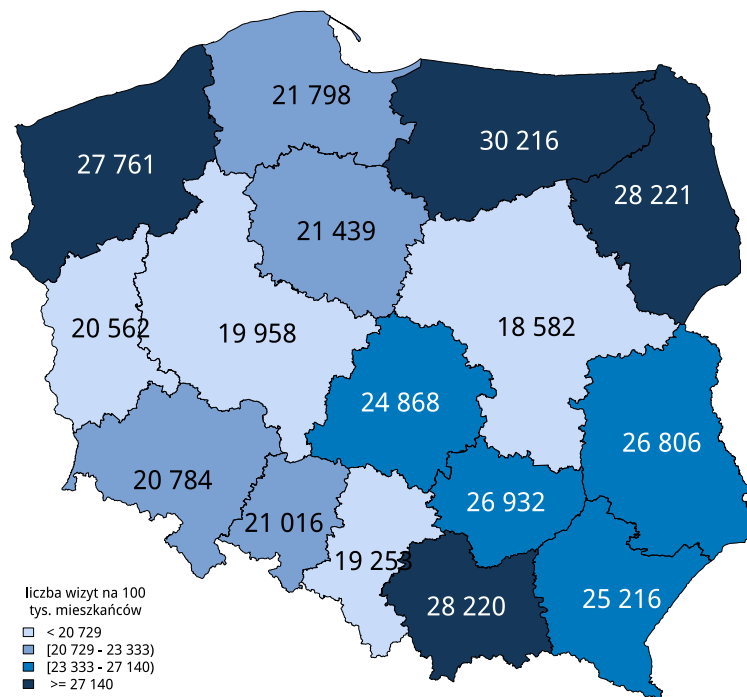 21 798
30 216
27 761
28 221
21 439
20 562
19 958
18 582
24 868
26 806
20 784
26 932
21 016
19 253
25 216
28 220
liczba wizyt na 100
tys. mieszkańców
< 20 729
[20 729 - 23 333)
[23 333 - 27 140)
>= 27 140